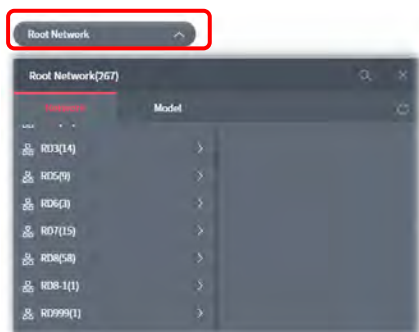 Root Network
Root Network(267)
Model
RD3(14)
RD5(9)
RD6(3)
RD7(15)
RD8(58)
RD8-1(1)
RD999(1)